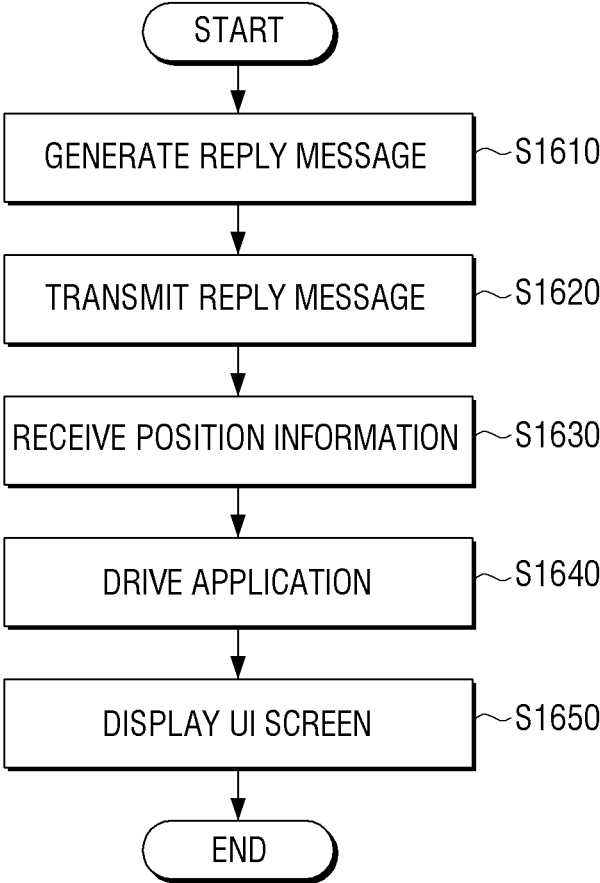 START
GENERATE REPLY MESSAGE
S1610
TRANSMIT REPLY MESSAGE
S1620
RECEIVE POSITION INFORMATION
S1630
DRIVE APPLICATION
S1640
DISPLAY UI SCREEN
S1650
END